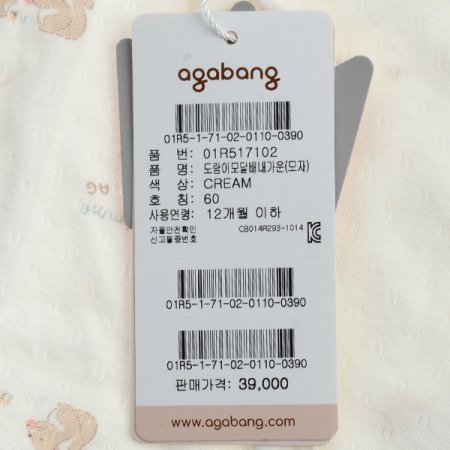 agabang
01R5-1-71-02-0110-0390
품 번: 01R517102
품 명: 도람이모달배내가운(모자)
색 상: CREAM
호 칭: 60
사용연령: 12개월 이하
자율안전확인
신고필증번호 CB014R293-1014
01R5-1-71-02-0110-0390
01R5-1-71-02-0110-0390
판매가격: 39,000
www.agabang.com